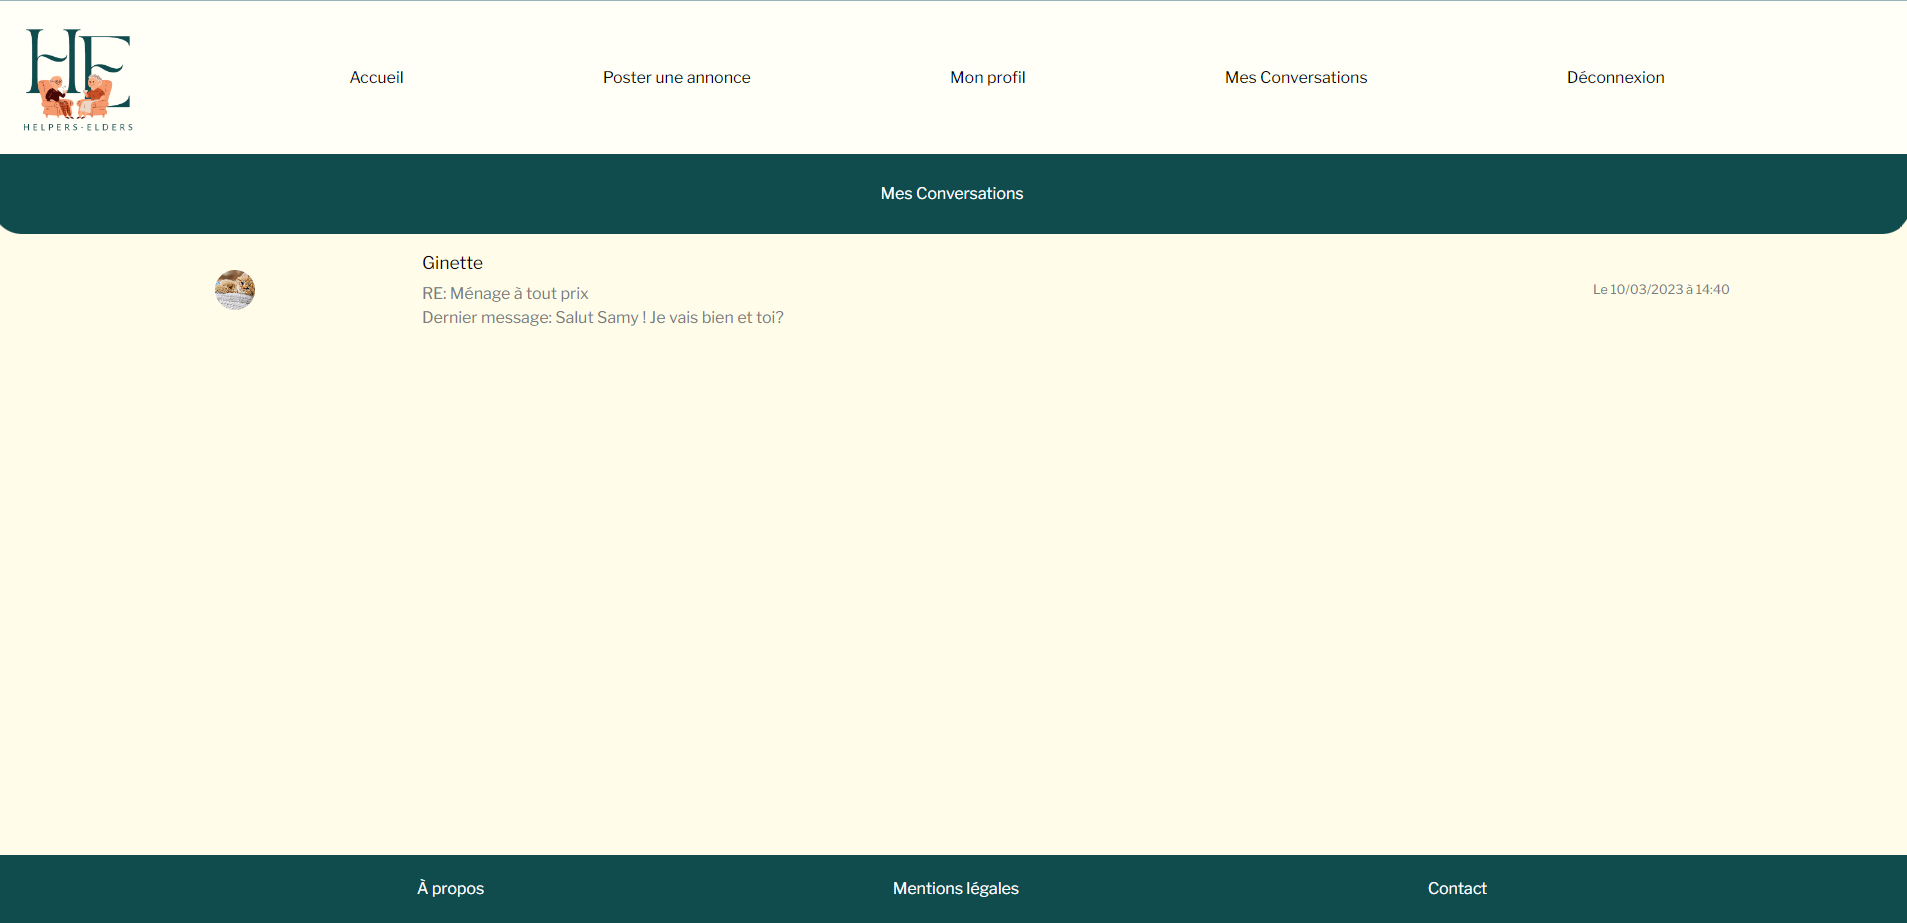 HE
HELPERS-ELDERS
Accueil
Poster une annonce
Mon profil
Mes Conversations
Déconnexion
Mes Conversations
Ginette
RE: Ménage à tout prix
Dernier message: Salut Samy ! Je vais bien et toi?
Le 10/03/2023 à 14:40
À propos
Mentions légales
Contact